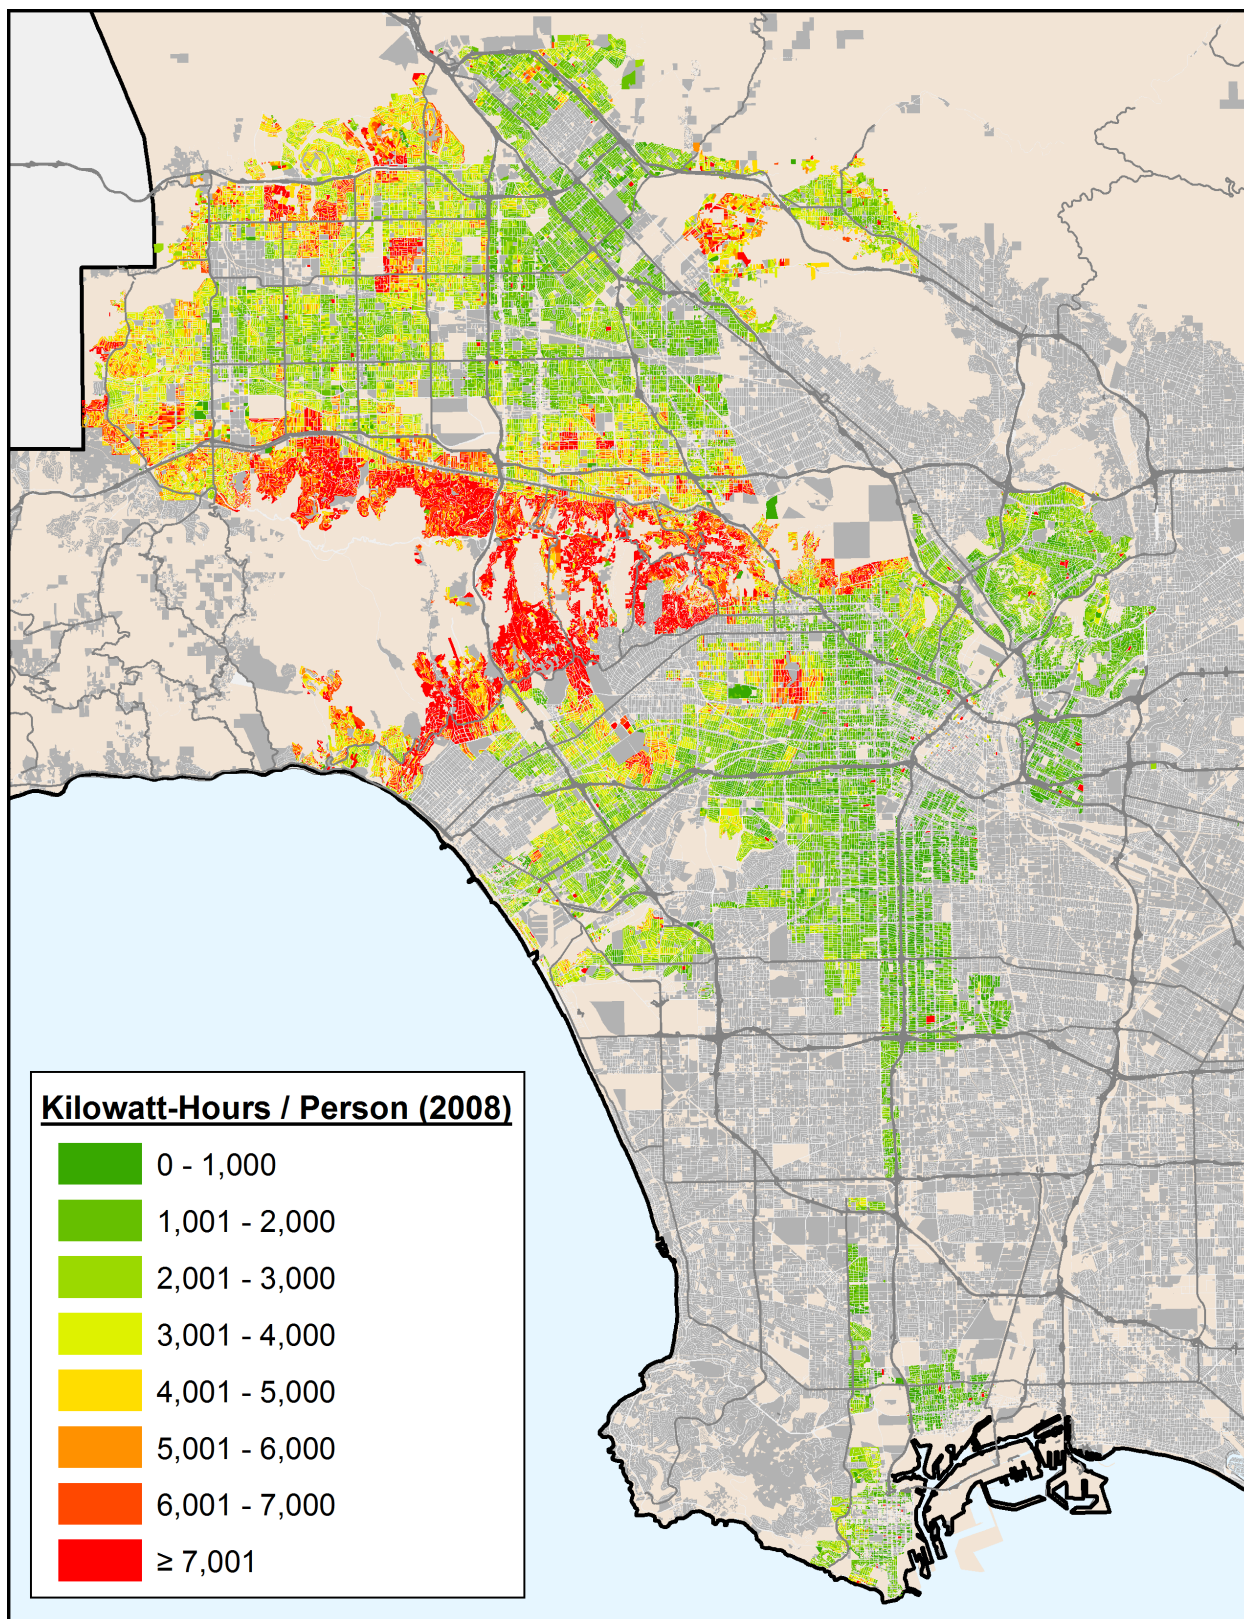 Kilowatt-Hours / Person (2008)
0 - 1,000
1,001 - 2,000
2,001 - 3,000
3,001 - 4,000
4,001 - 5,000
5,001 - 6,000
6,001 - 7,000
≥ 7,001